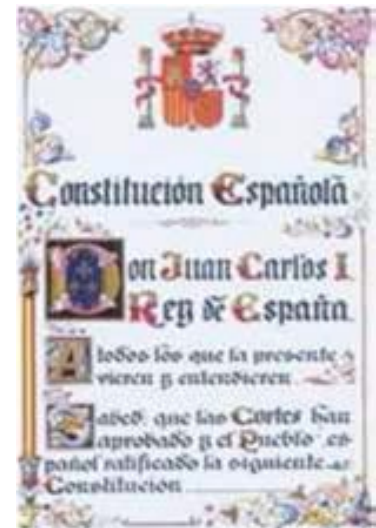 Constitución Española
Don Juan Carlos I
Rey de España
A todos los que la presente
vieren y entendieren
Sabed: que las Cortes han
aprobado y el Pueblo es-
pañol ratificado la siguiente
Constitución